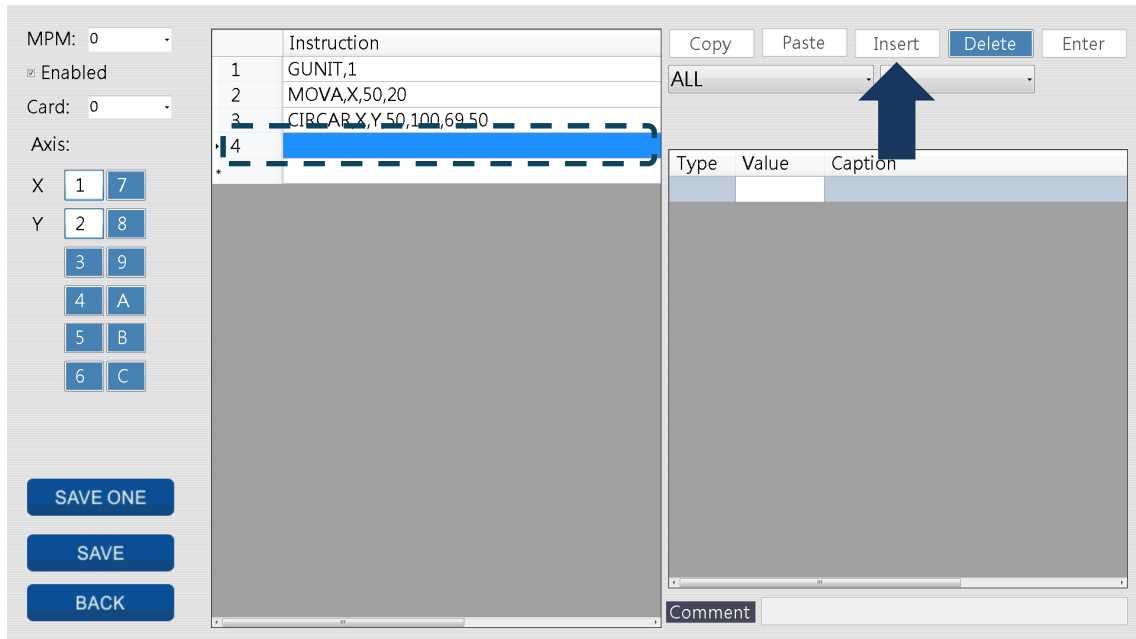 MPM: 0
Enabled
Card: 0
Axis:
X 1 7
Y 2 8
3 9
4 A
5 B
6 C
SAVE ONE
SAVE
BACK
Instruction
1 GUNIT,1
2 MOVA,X,50,20
3 CIRCAR,X,Y,50,100,69,50
4
*
Copy Paste Insert Delete Enter
ALL
Type Value Caption
Comment